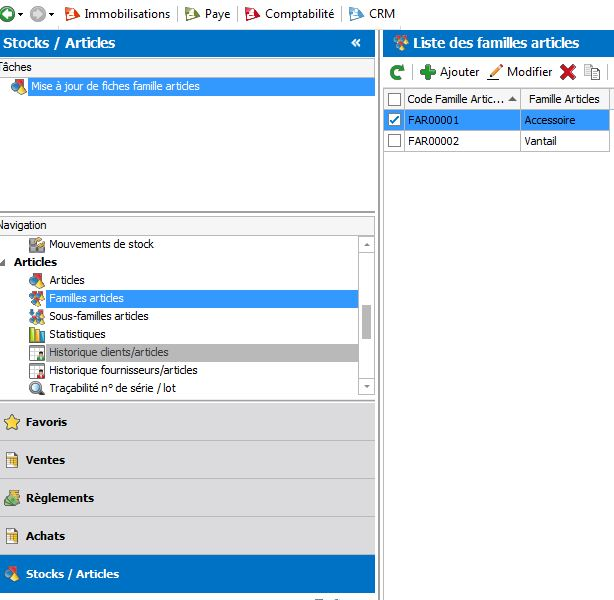 Immobilisations Paye Comptabilité CRM
Stocks / Articles «
Tâches
Mise à jour de fiches famille articles
Navigation
Mouvements de stock
Articles
Articles
Familles articles
Sous-familles articles
Statistiques
Historique clients/articles
Historique fournisseurs/articles
Traçabilité n° de série / lot
Favoris
Ventes
Règlements
Achats
Stocks / Articles
Liste des familles articles
Ajouter Modifier
Code Famille Artic... Famille Articles
FAR00001 Accessoire
FAR00002 Vantail